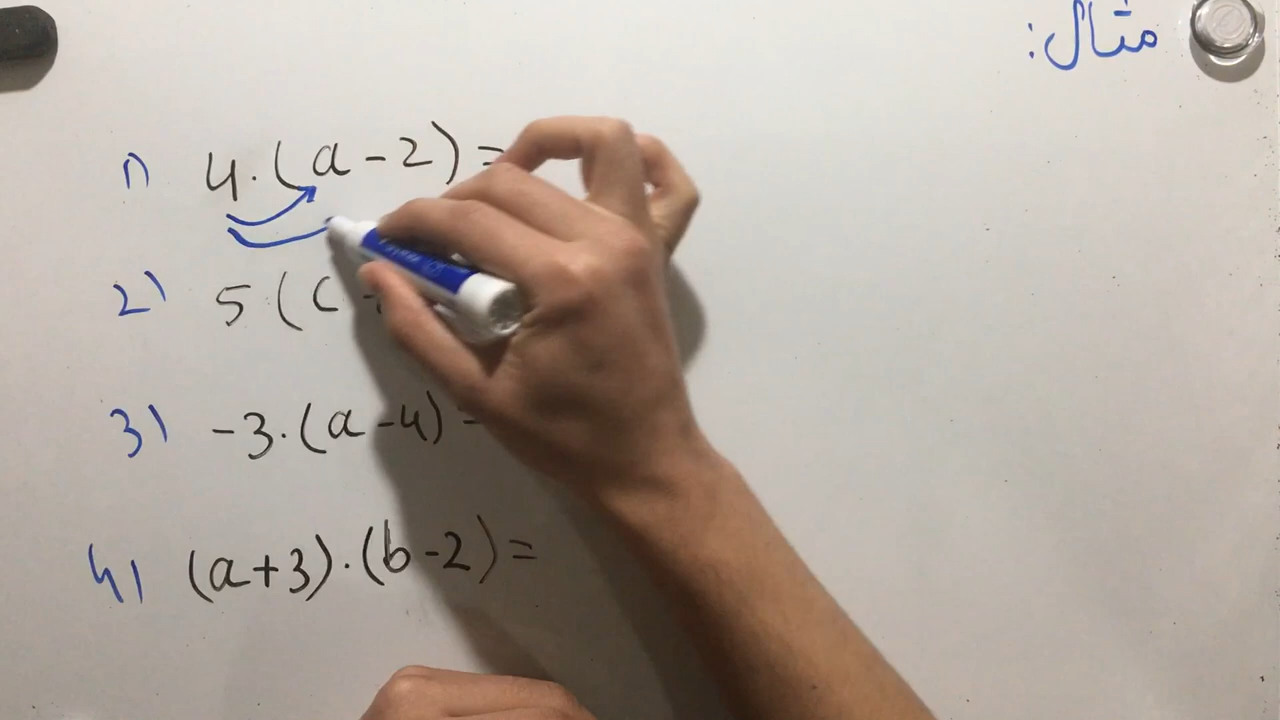 مثال:
1) 4.(a-2)=
2) 5(c
3) -3.(a-4)=
4) (a+3).(b-2)=